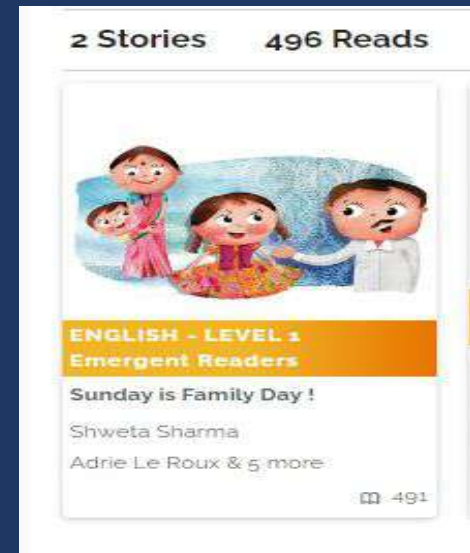 2 Stories 496 Reads
ENGLISH - LEVEL 1
Emergent Readers
Sunday is Family Day !
Shweta Sharma
Adrie Le Roux & 5 more
491